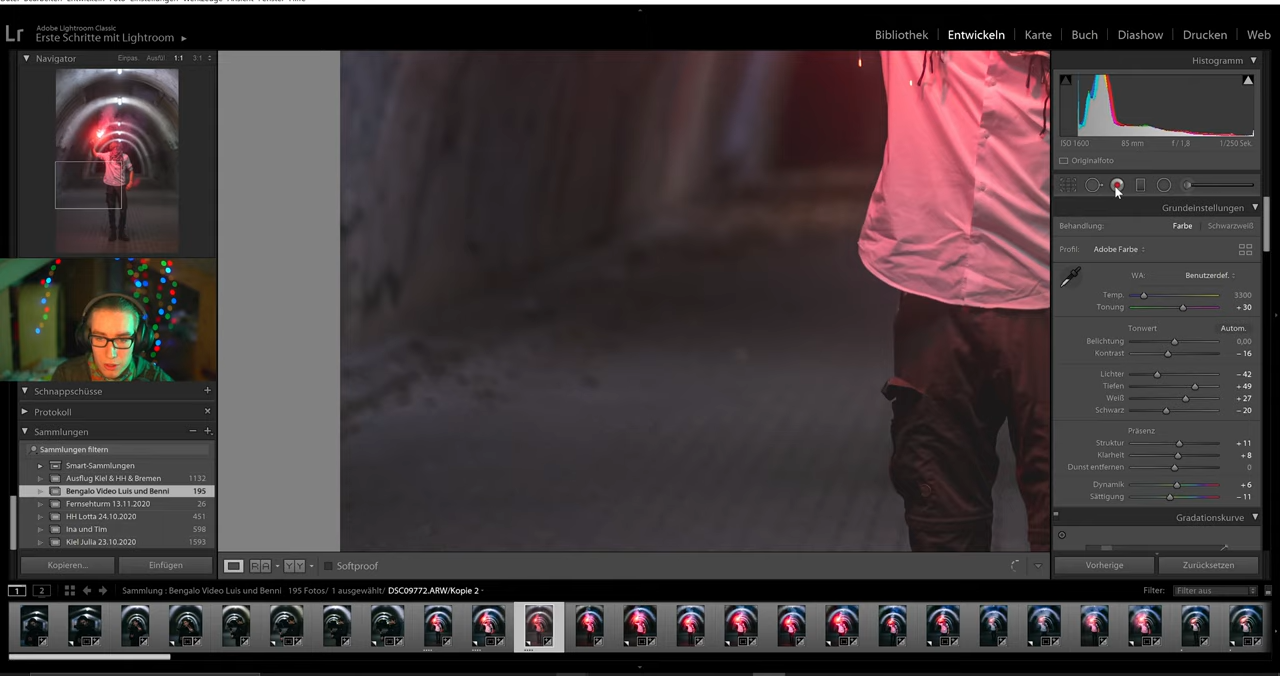 Lr
Adobe Lightroom Classic
Erste Schritte mit Lightroom
Bibliothek Entwickeln Karte Buch Diashow Drucken Web
Navigator Einpas. Ausfül 1:1 3:1
Histogramm
ISO 1600 85 mm f / 1,8 1/250 Sek.
Originalfoto
Grundeinstellungen
Behandlung: Farbe Schwarzweiß
Profil: Adobe Farbe
WA: Benutzerdef.
Temp. 3300
Tonung + 30
Tonwert Autom.
Belichtung 0,00
Kontrast − 16
Lichter − 42
Tiefen + 49
Weiß + 27
Schwarz − 20
Präsenz
Struktur + 11
Klarheit + 8
Dunst entfernen 0
Dynamik + 6
Sättigung − 11
Gradationskurve
Vorherige Zurücksetzen
Schnappschüsse +
Protokoll ×
Sammlungen − +
Sammlungen filtern
Smart-Sammlungen
Ausflug Kiel & HH & Bremen 1132
Bengalo Video Luis und Benni 195
Fernsehturm 13.11.2020 26
HH Lotta 24.10.2020 451
Ina und Tim 598
Kiel Julia 23.10.2020 1593
Kopieren... Einfügen
R A Y Y Softproof
1 2 Sammlung : Bengalo Video Luis und Benni 195 Fotos/ 1 ausgewählt/ DSC09772.ARW/Kopie 2 Filter: Filter aus